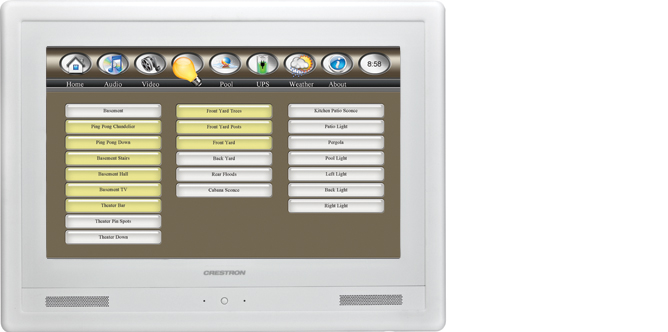 8:58
Home Audio Video Pool UPS Weather About
Basement
Ping Pong Chandelier
Ping Pong Down
Basement Stairs
Basement Hall
Basement TV
Theater Bar
Theater Pin Spots
Theater Down
Front Yard Trees
Front Yard Posts
Front Yard
Back Yard
Rear Floods
Cabana Sconce
Kitchen Patio Sconce
Patio Light
Pergola
Pool Light
Left Light
Back Light
Right Light
CRESTRON